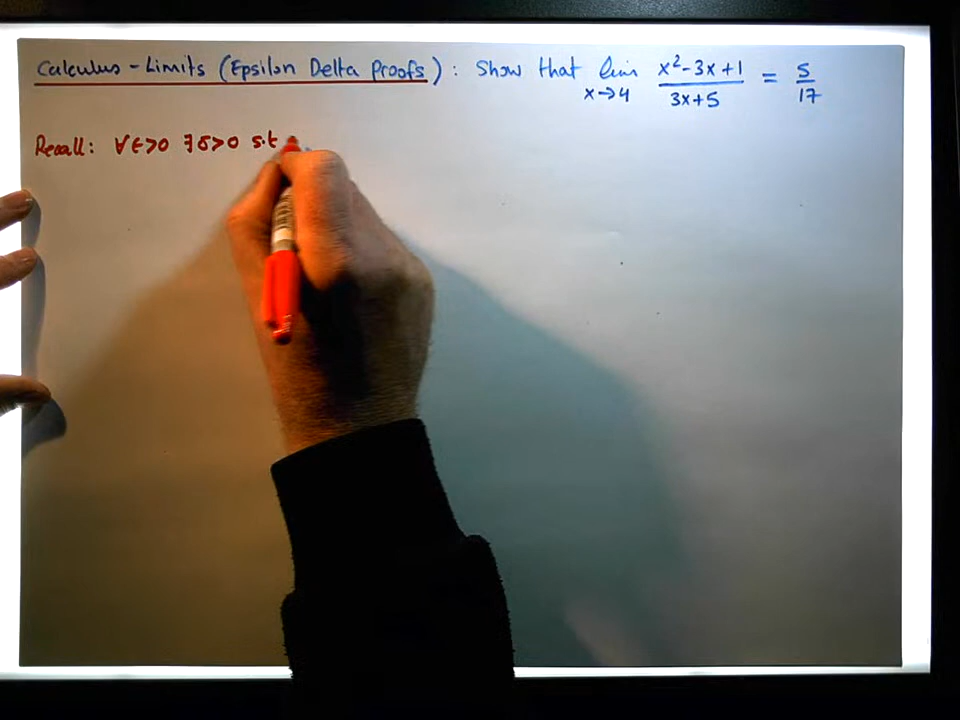 Calculus - Limits (Epsilon Delta Proofs) : Show that lim x→4 x²-3x+1 / 3x+5 = 5/17
Recall: ∀ε>0 ∃δ>0 s.t